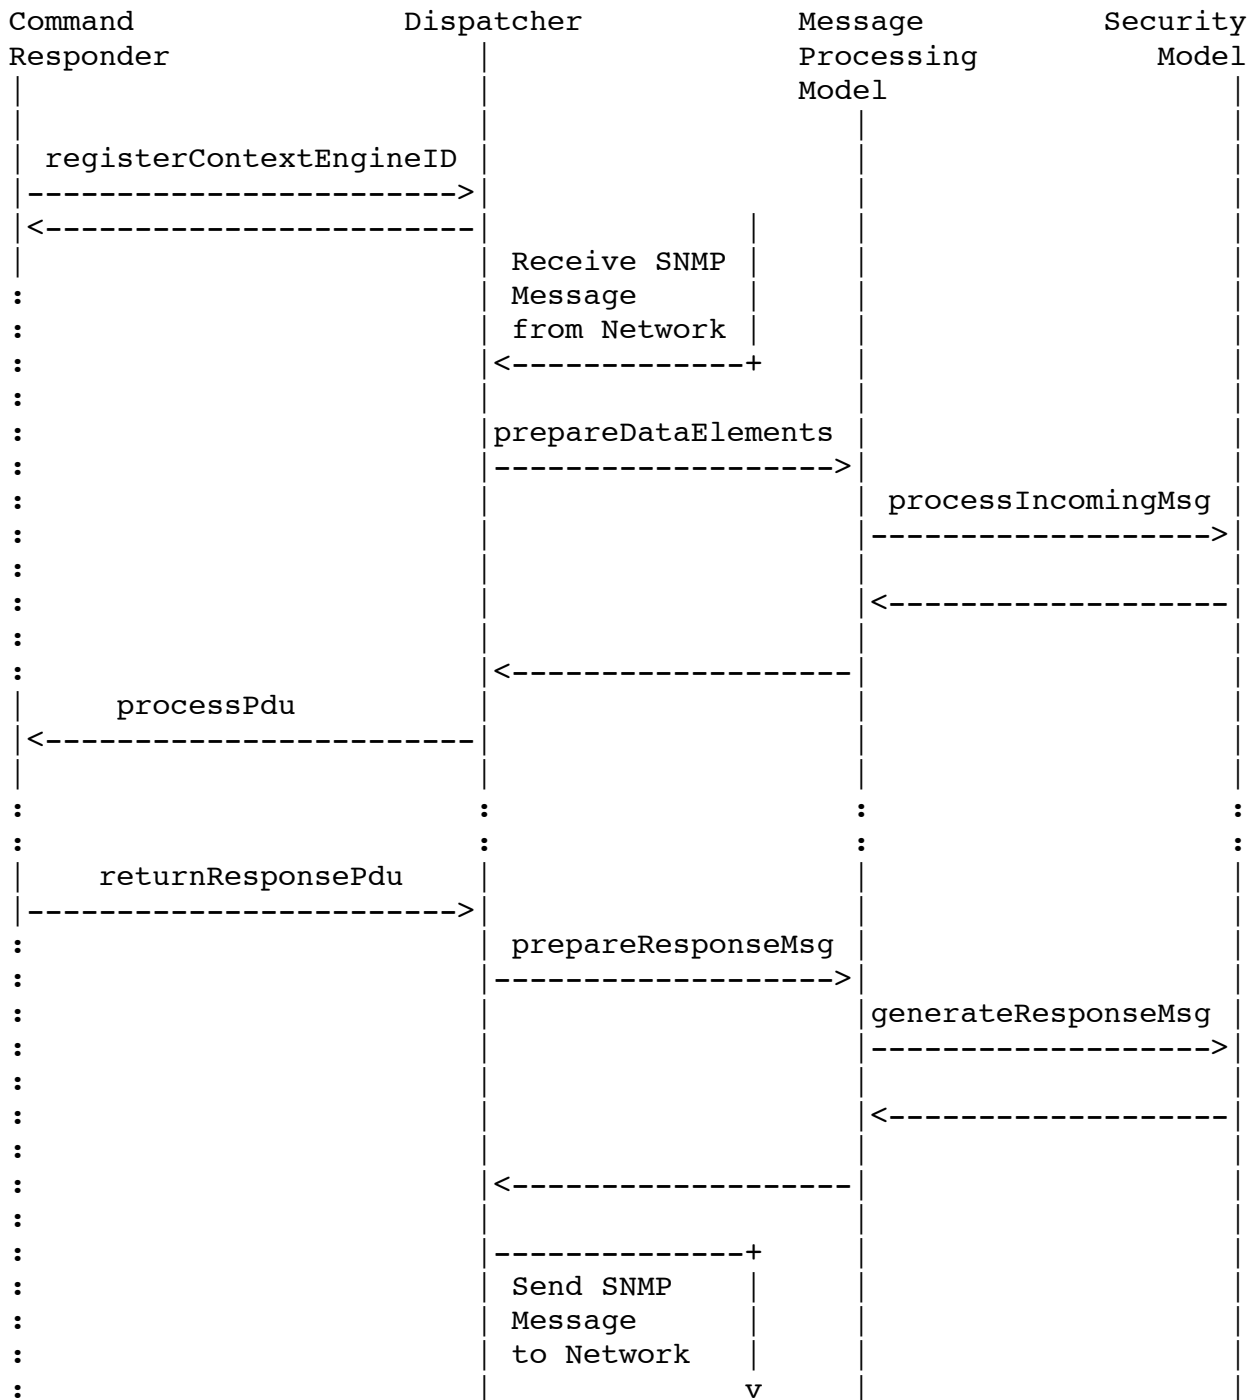 Command Dispatcher Message Security
Responder Processing Model
Model
registerContextEngineID
Receive SNMP
Message
from Network
prepareDataElements
processIncomingMsg
processPdu
returnResponsePdu
prepareResponseMsg
generateResponseMsg
Send SNMP
Message
to Network